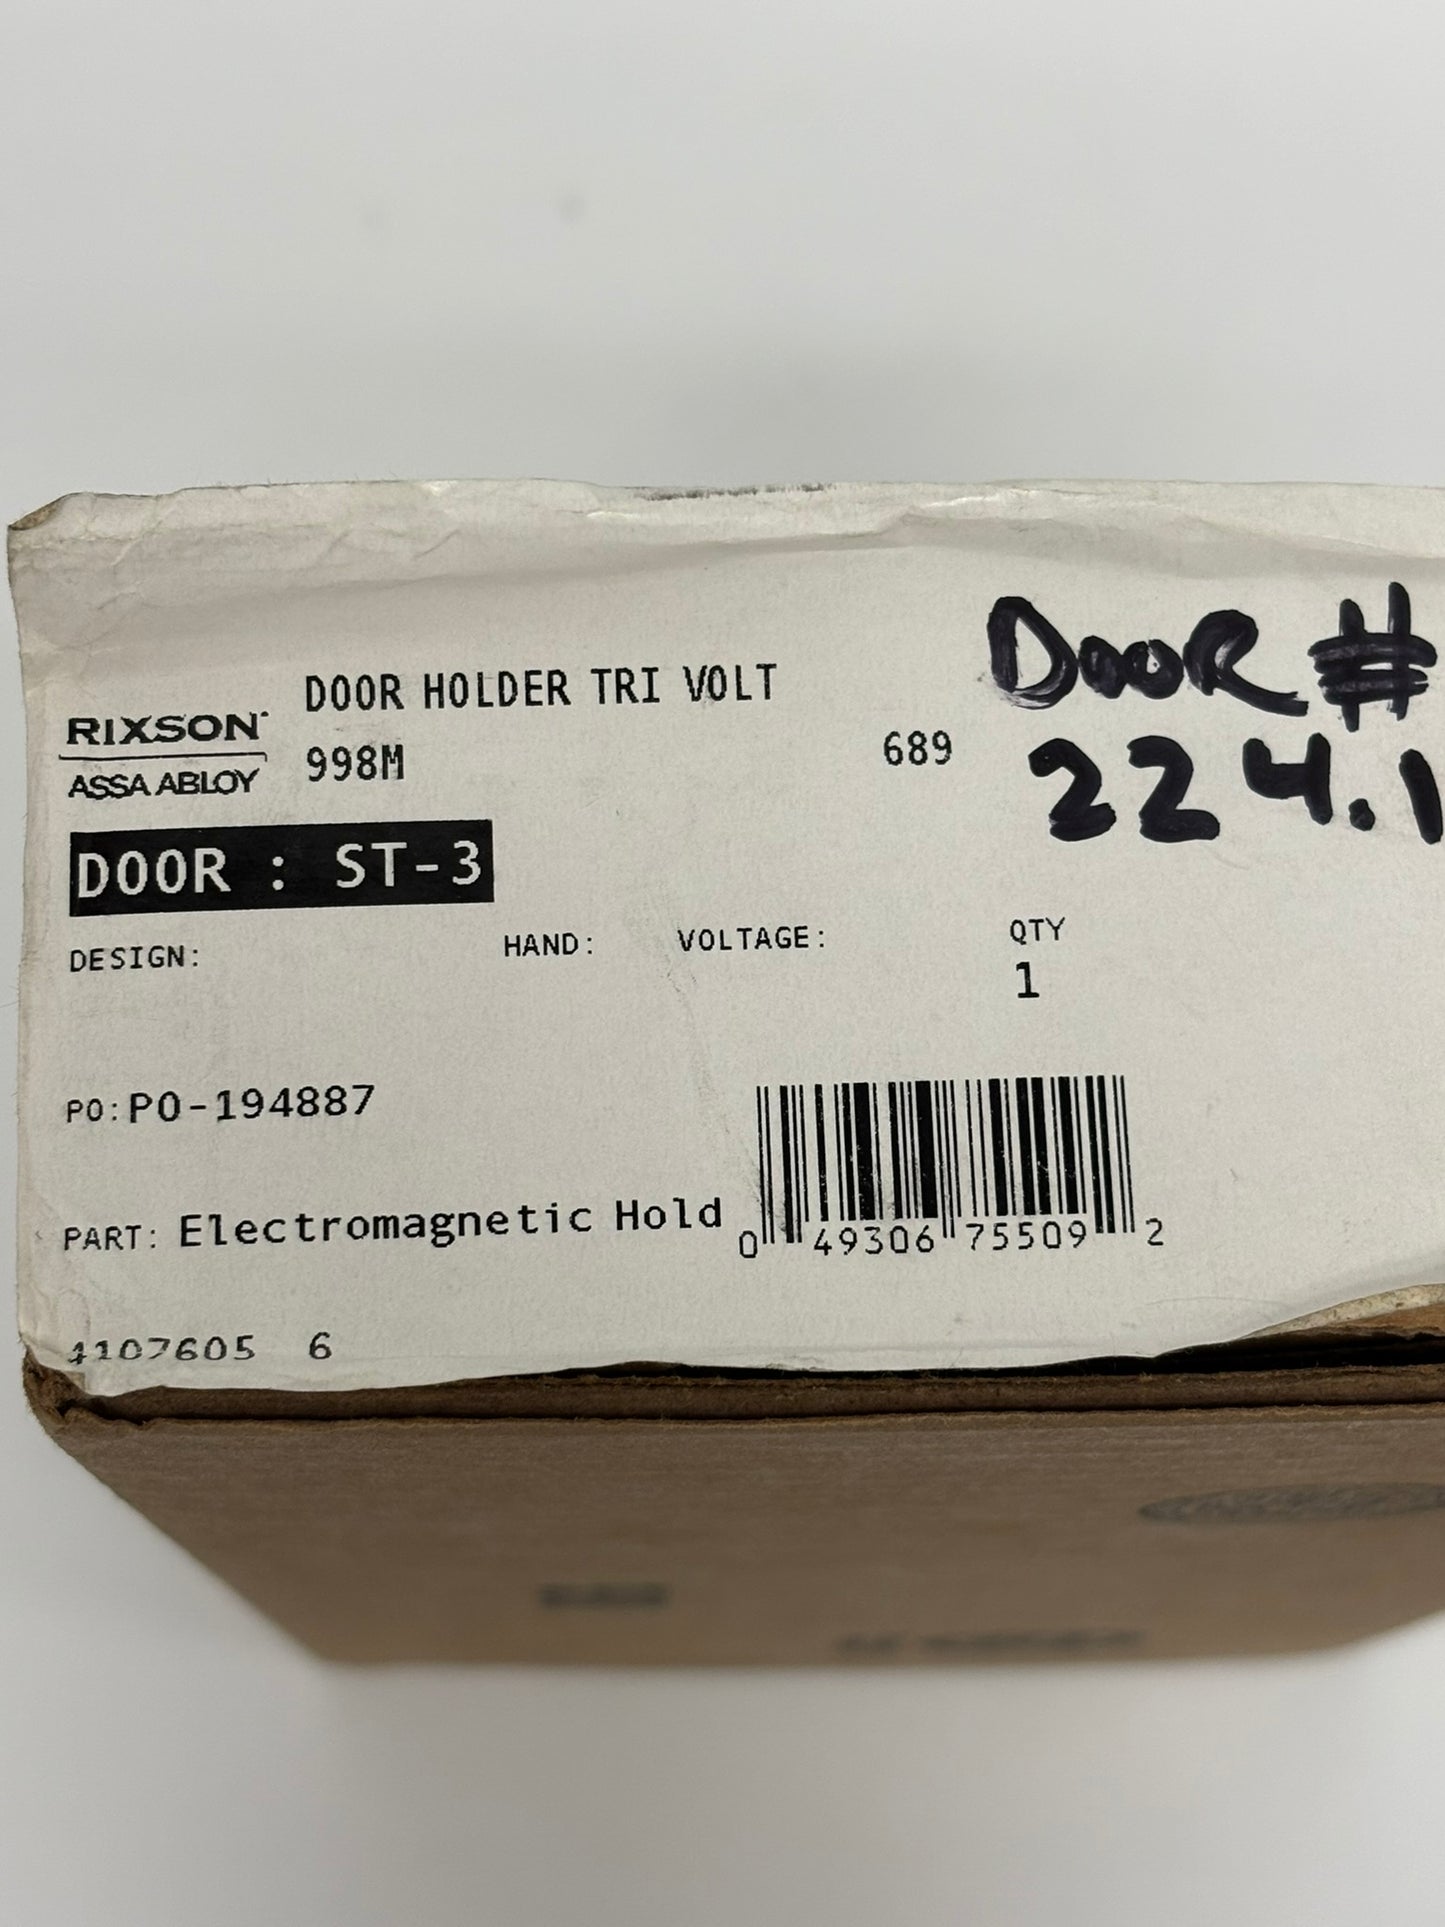 DOOR HOLDER TRI VOLT
RIXSON
ASSA ABLOY
998M
689
DOOR #
224.1
DOOR : ST-3
DESIGN:
HAND:
VOLTAGE:
QTY
1
PO: PO-194887
PART: Electromagnetic Hold
0 49306 75509 2
4107605 6